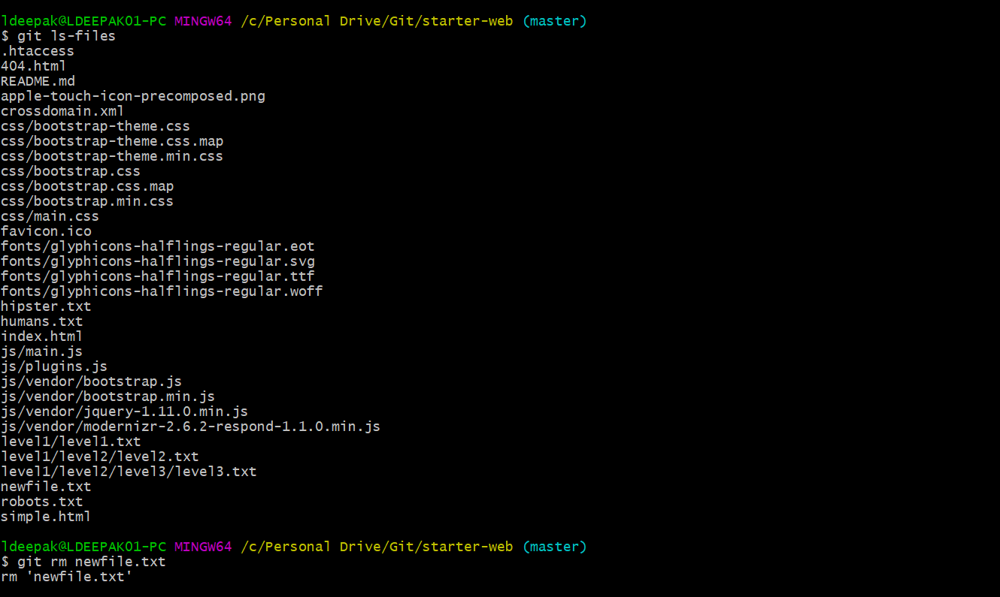 ldeepak@LDEEPAK01-PC MINGW64 /c/Personal Drive/Git/starter-web (master)
$ git ls-files
.htaccess
404.html
README.md
apple-touch-icon-precomposed.png
crossdomain.xml
css/bootstrap-theme.css
css/bootstrap-theme.css.map
css/bootstrap-theme.min.css
css/bootstrap.css
css/bootstrap.css.map
css/bootstrap.min.css
css/main.css
favicon.ico
fonts/glyphicons-halflings-regular.eot
fonts/glyphicons-halflings-regular.svg
fonts/glyphicons-halflings-regular.ttf
fonts/glyphicons-halflings-regular.woff
hipster.txt
humans.txt
index.html
js/main.js
js/plugins.js
js/vendor/bootstrap.js
js/vendor/bootstrap.min.js
js/vendor/jquery-1.11.0.min.js
js/vendor/modernizr-2.6.2-respond-1.1.0.min.js
level1/level1.txt
level1/level2/level2.txt
level1/level2/level3/level3.txt
newfile.txt
robots.txt
simple.html
ldeepak@LDEEPAK01-PC MINGW64 /c/Personal Drive/Git/starter-web (master)
$ git rm newfile.txt
rm 'newfile.txt'